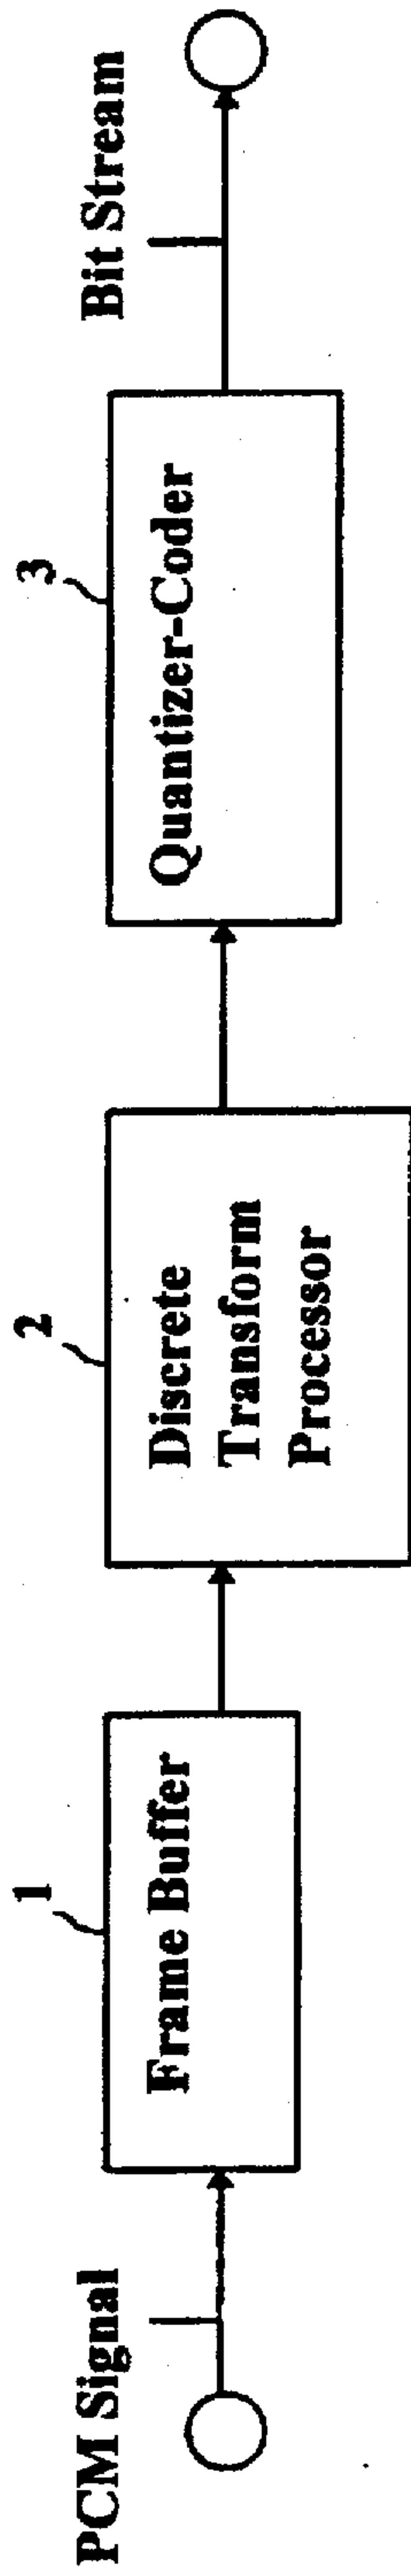 PCM Signal
1
Frame Buffer
2
Discrete
Transform
Processor
3
Quantizer-Coder
Bit Stream